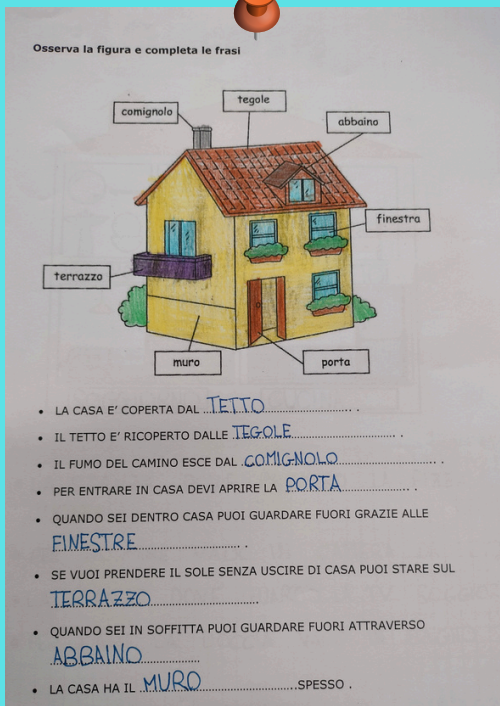 Osserva la figura e completa le frasi
tegole
comignolo
abbaino
finestra
terrazzo
muro
porta
• LA CASA E' COPERTA DAL TETTO .
• IL TETTO E' RICOPERTO DALLE TEGOLE .
• IL FUMO DEL CAMINO ESCE DAL COMIGNOLO .
• PER ENTRARE IN CASA DEVI APRIRE LA PORTA .
• QUANDO SEI DENTRO CASA PUOI GUARDARE FUORI GRAZIE ALLE
FINESTRE .
• SE VUOI PRENDERE IL SOLE SENZA USCIRE DI CASA PUOI STARE SUL
TERRAZZO
• QUANDO SEI IN SOFFITTA PUOI GUARDARE FUORI ATTRAVERSO
ABBAINO
• LA CASA HA IL MURO SPESSO .